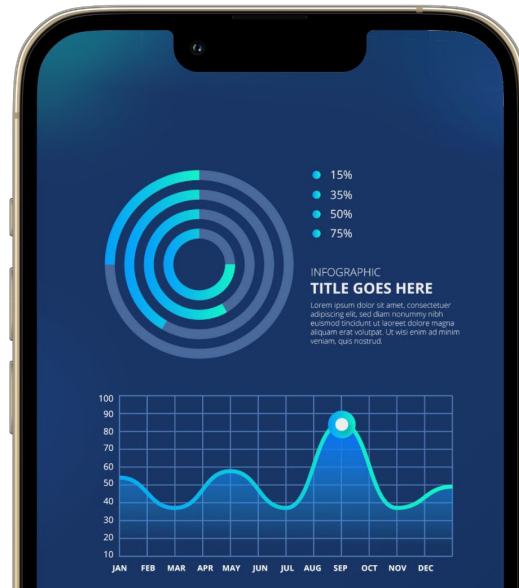 15%
35%
50%
75%
INFOGRAPHIC
TITLE GOES HERE
Lorem ipsum dolor sit amet, consectetuer
adipiscing elit, sed diam nonummy nibh
euismod tincidunt ut laoreet dolore magna
aliquam erat volutpat. Ut wisi enim ad minim
veniam, quis nostrud.
100
90
80
70
60
50
40
30
20
10
JAN FEB MAR APR MAY JUN JUL AUG SEP OCT NOV DEC